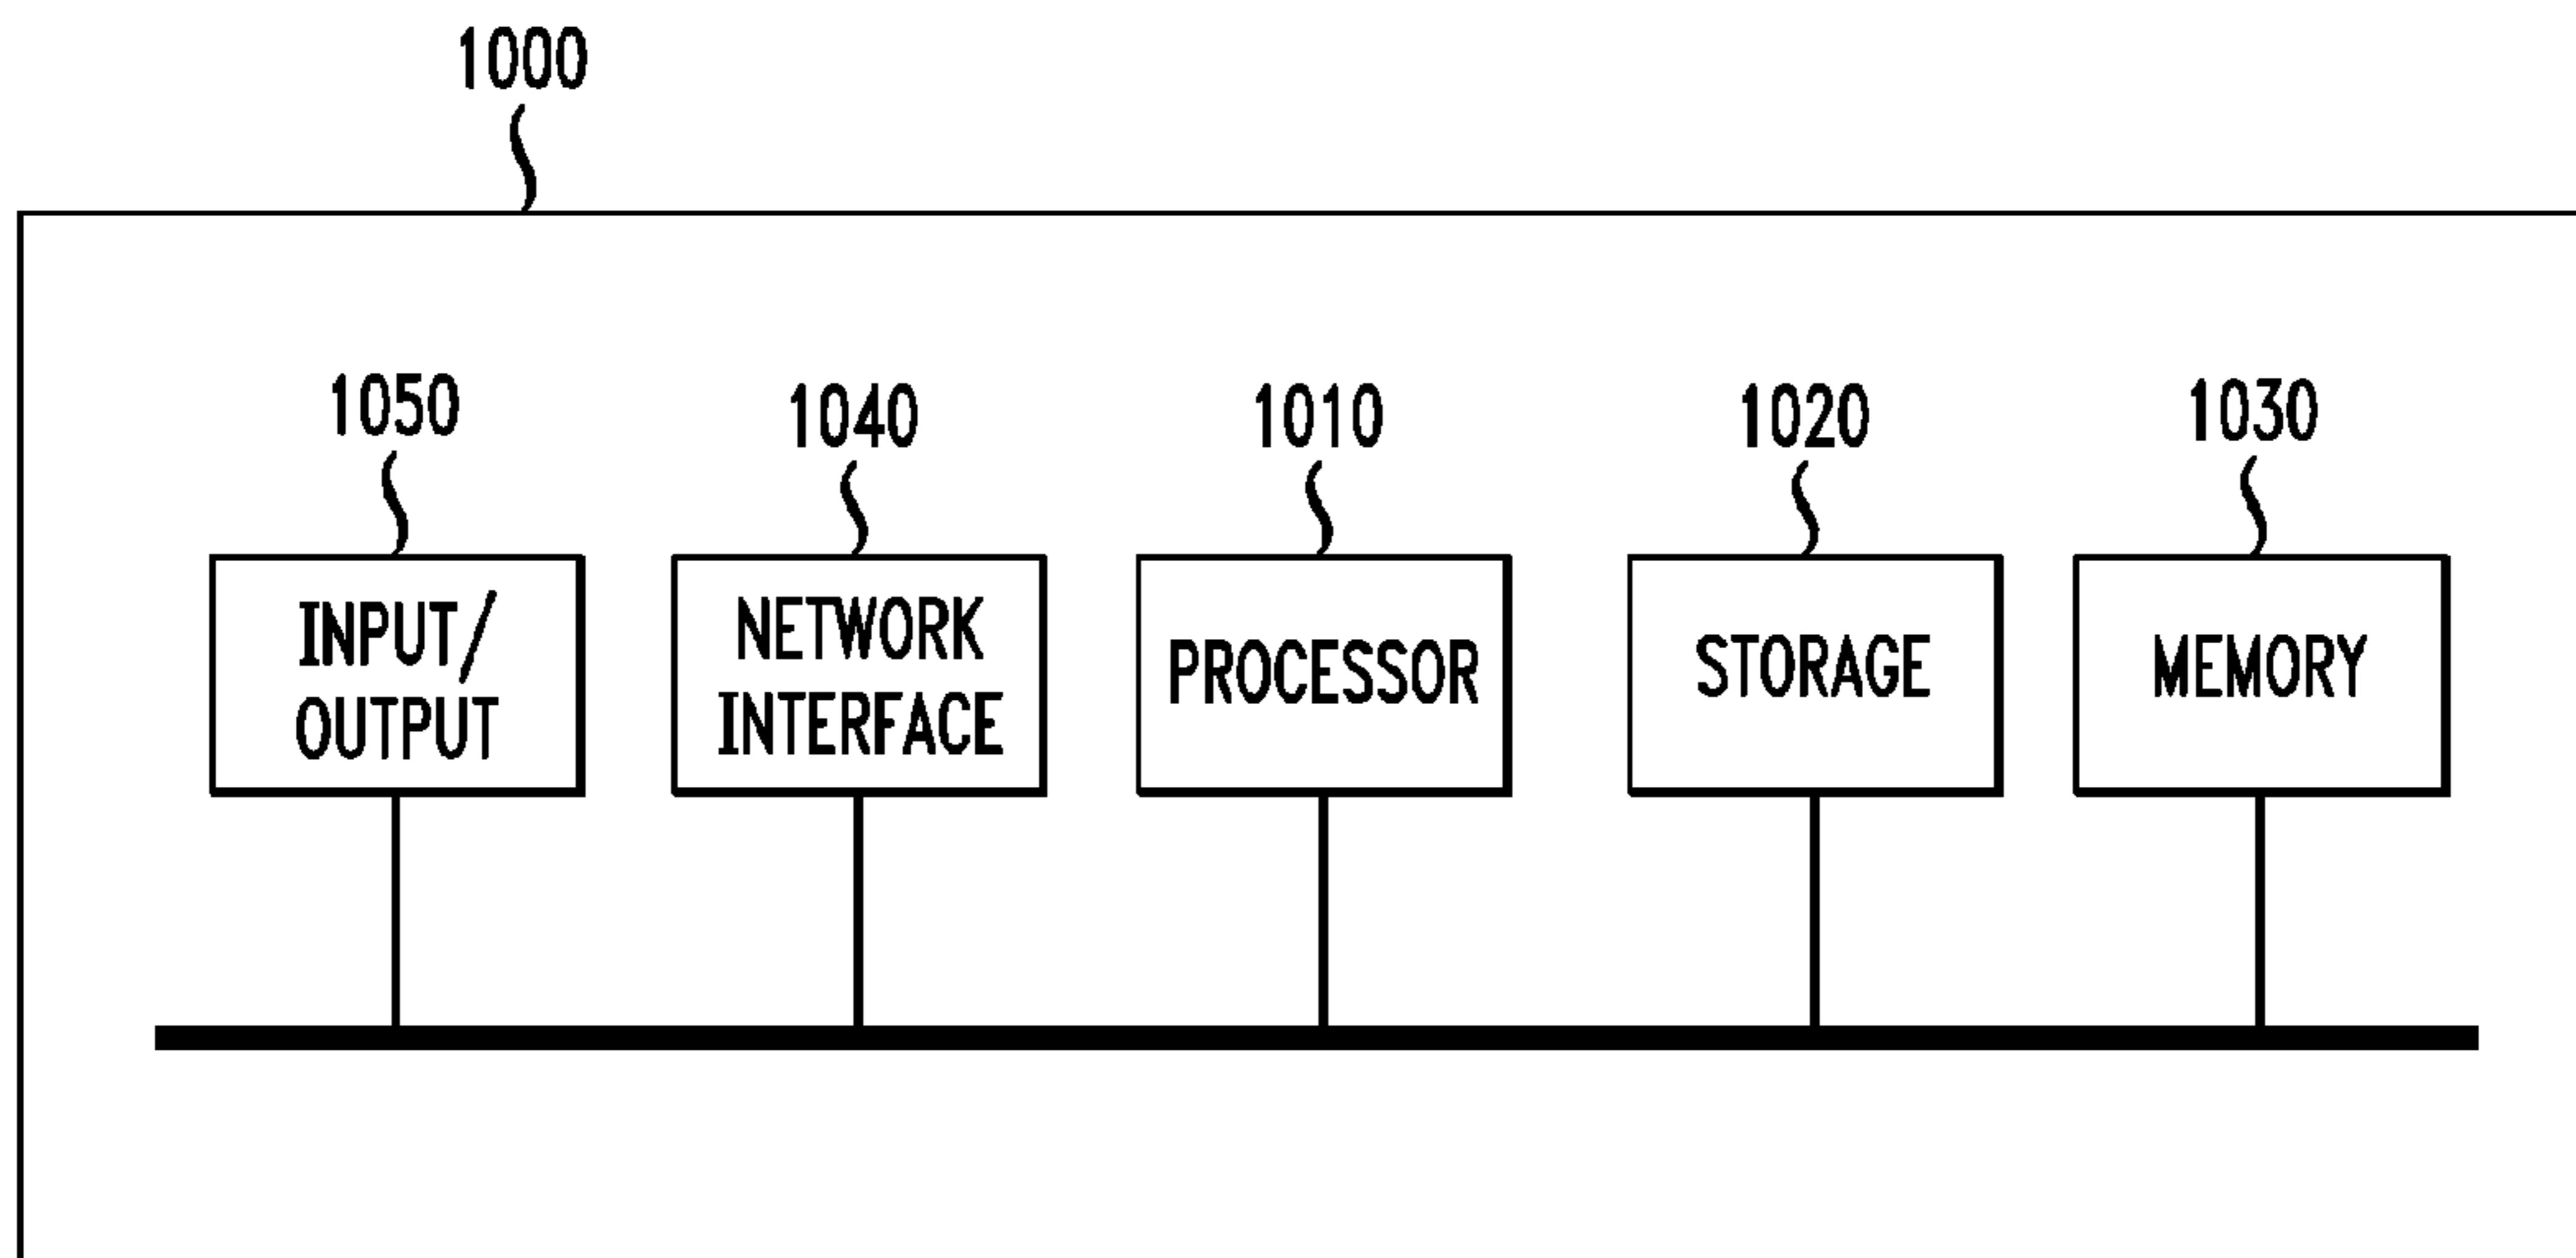 1000
1050
1040
1010
1020
1030
INPUT/
OUTPUT
NETWORK
INTERFACE
PROCESSOR
STORAGE
MEMORY